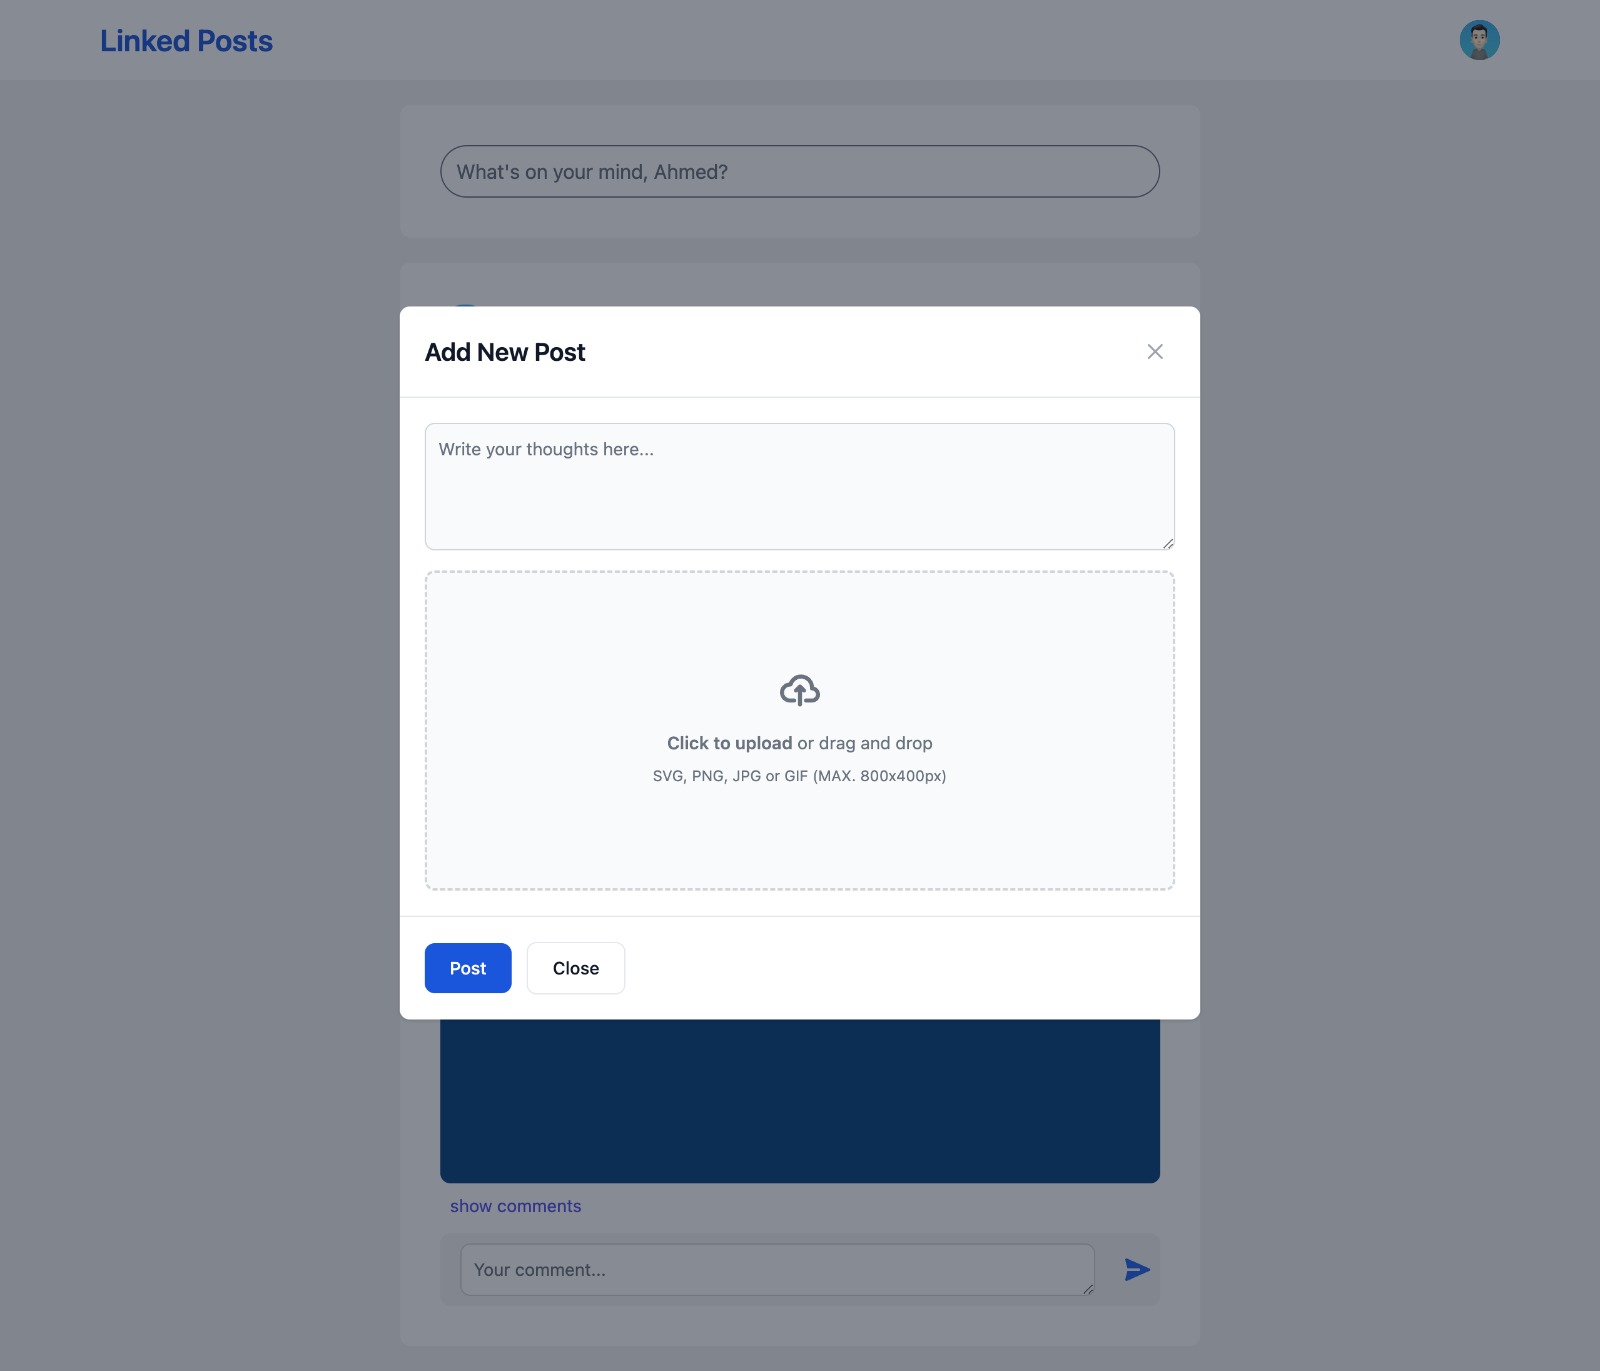 Linked Posts
What's on your mind, Ahmed?
Add New Post
Write your thoughts here...
Click to upload or drag and drop
SVG, PNG, JPG or GIF (MAX. 800x400px)
Post
Close
show comments
Your comment...